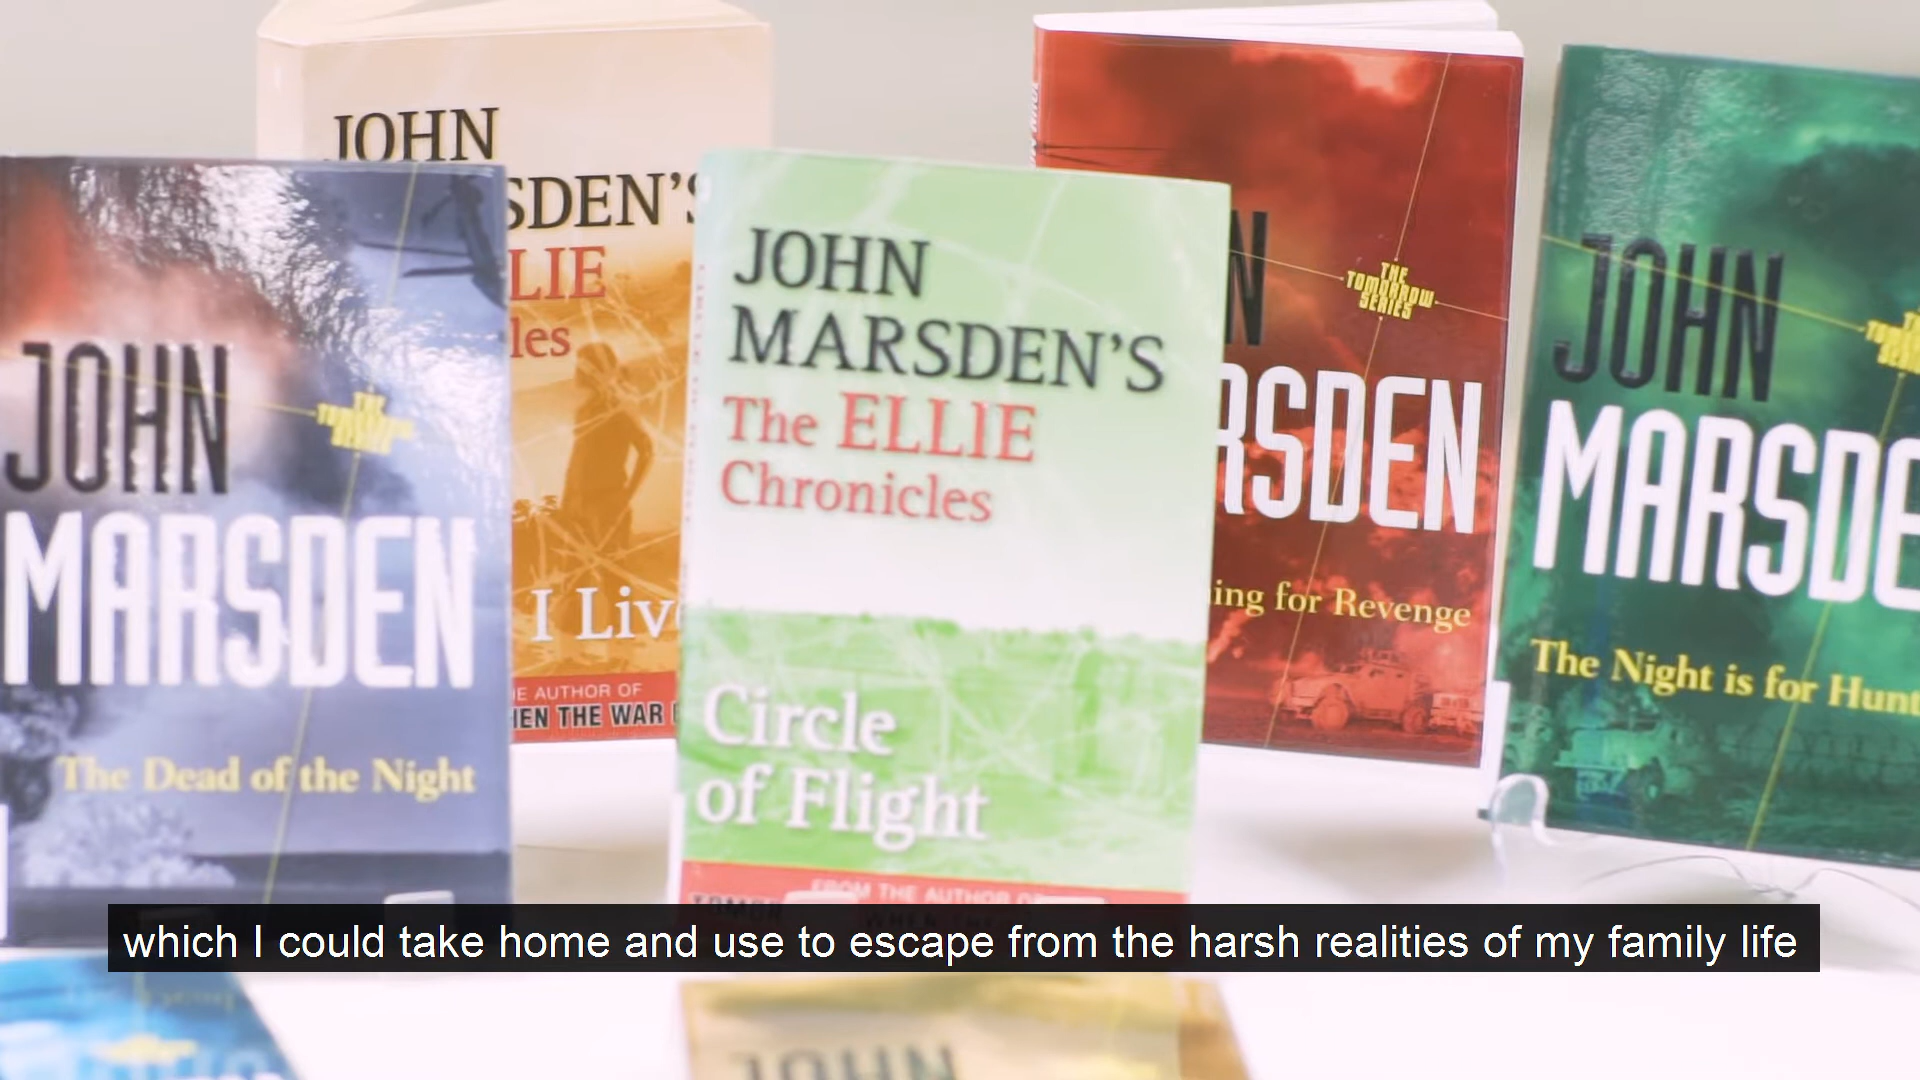 JOHN
MARSDEN
The Dead of the Night
JOHN
SDEN'S
LIE
les
I Live
E AUTHOR OF
HEN THE WAR
JOHN
MARSDEN'S
The ELLIE
Chronicles
Circle
of Flight
FROM THE AUTHOR OF
THE
TOMORROW
SERIES
RSDEN
ing for Revenge
JOHN
MARSDE
The Night is for Hunt
which I could take home and use to escape from the harsh realities of my family life
JOHN